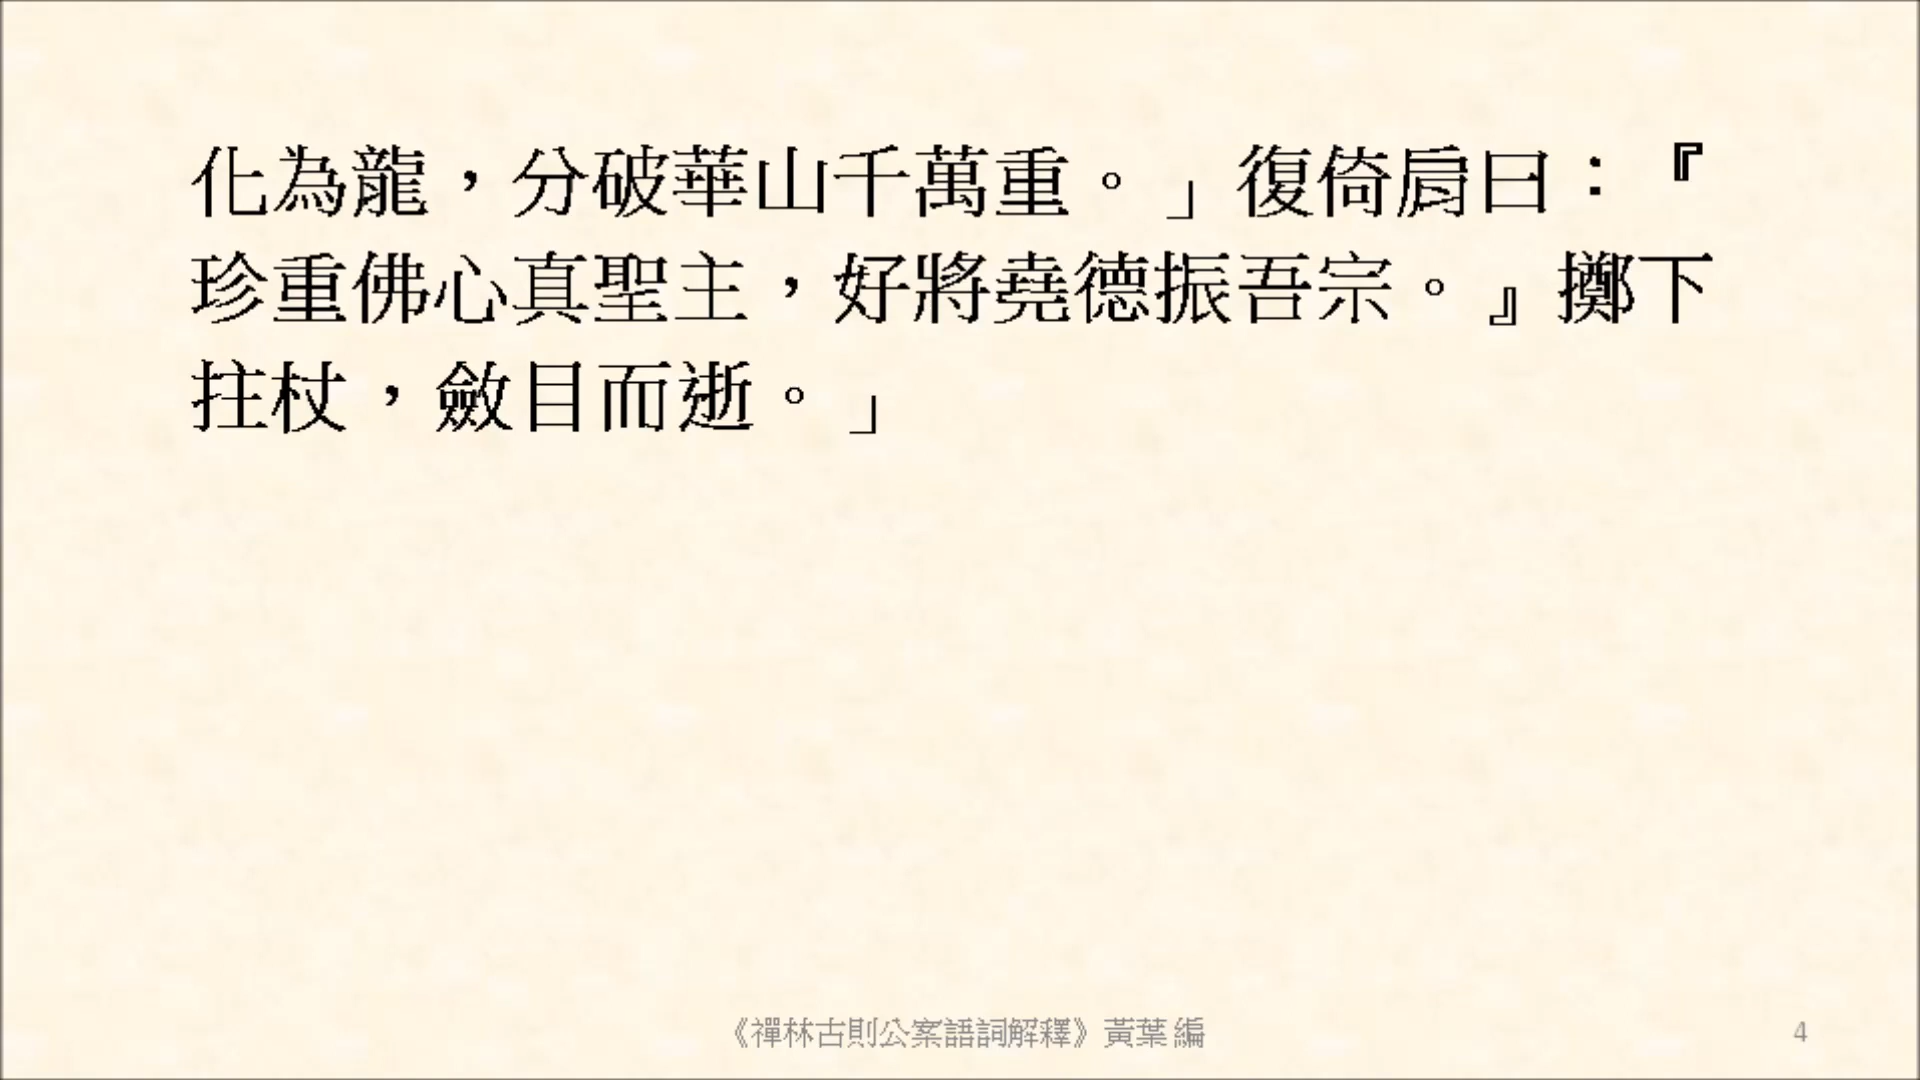 化為龍，分破華山千萬重。」復倚肩曰：『
珍重佛心真聖主，好將堯德振吾宗。』擲下
拄杖，斂目而逝。」
《禪林古則公案語詞解釋》黃葉 編
4